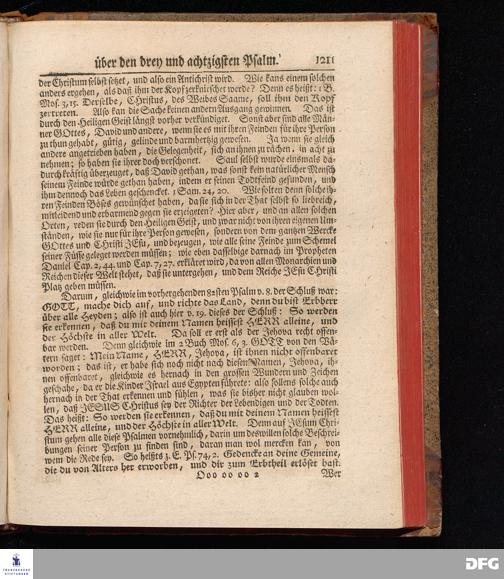 über den drey und achtzigsten Psalm. 1211
der Christum selbst setzet, und also ein Antichrist wird. Wie kans einem solchen
anders ergehen, als daß ihm der Kopf zerknirschet werde? Denn es heißt: 1 B.
Mos. 3, 15. Derselbe, Christus, des Weibes Saame, soll ihm den Kopf
zertreten. Also kan die Sache keinen andern Ausgang gewinnen. Das ist
durch den Heiligen Geist längst vorher verkündiget. Sonst aber sind alle Män-
ner GOttes, David und andere, wenn sie es mit ihren Feinden für ihre Person
zu thun gehabt, gütig, gelinde und barmhertzig gewesen. Ja wenn sie gleich
andere angetrieben haben, die Gelegenheit, sich an ihnen zu rächen, in acht zu
nehmen; so haben sie ihrer doch verschonet. Saul selbst wurde einsmals da-
durch kräftig überzeuget, daß David gethan, was sonst kein natürlicher Mensch
seinem Feinde würde gethan haben, indem er seinen Todtfeind gefunden, und
ihm dennoch das Leben geschencket. 1 Sam. 24, 20. Wie solten denn solche ih-
ren Feinden Böses gewünschet haben, da sie sich in der That selbst so liebreich,
mitleidend und erbarmend gegen sie erzeigeten? Hier aber, und an allen solchen
Orten, reden sie durch den Heiligen Geist, und zwar nicht von ihren eigenen Um-
ständen, wie sie nur für ihre Person gewesen, sondern von dem gantzen Wercke
GOttes und Christi JEsu, und bezeugen, wie alle seine Feinde zum Schemel
seiner Füsse geleget werden müssen; wie eben dasselbige darnach im Propheten
Daniel Cap. 2, 44. und Cap. 7, 27. erkläret wird, da von allen Monarchien und
Reichen dieser Welt stehet, daß sie untergehen, und dem Reiche JEsu Christi
Platz geben müssen.
Darum, gleichwie im vorhergehenden 82sten Psalm v. 8. der Schluß war:
GOTT, mache dich auf, und richte das Land, denn du bist Erbherr
über alle Heyden; also ist auch hier v. 19. dieses der Schluß: So werden
sie erkennen, daß du mit deinem Namen heissest HERR alleine, und
der Höchste in aller Welt. Da soll er erst als der Jehova recht offen-
bar werden. Denn gleichwie im 2 Buch Mos. 6, 3. GOTT von den Vä-
tern saget: Mein Name, HERR, Jehova, ist ihnen nicht offenbaret
worden; das ist, er habe sich noch nicht nach diesem Namen, Jehova, ih-
nen offenbaret, gleichwie es hernach in den grossen Wundern und Zeichen
geschahe, da er die Kinder Israel aus Egypten führete: also sollens solche auch
hernach in der That erkennen und fühlen, was sie bisher nicht glauben wol-
len, daß JESUS Christus sey der Richter der Lebendigen und der Todten.
Das heißt: So werden sie erkennen, daß du mit deinem Namen heissest
HERR alleine, und der Höchste in aller Welt. Denn auf JEsum Chri-
stum gehen alle diese Psalmen vornehmlich, darin um deswillen solche Beschrei-
bungen seiner Person zu finden sind, daran man wol mercken kan, von
wem die Rede sey. So heißts z. E. Ps. 74, 2. Gedencke an deine Gemeine,
die du von Alters her erworben, und dir zum Erbtheil erlöset hast.
Ooo oo oo 2 Wer
FRANCKESCHE STIFTUNGEN
DFG